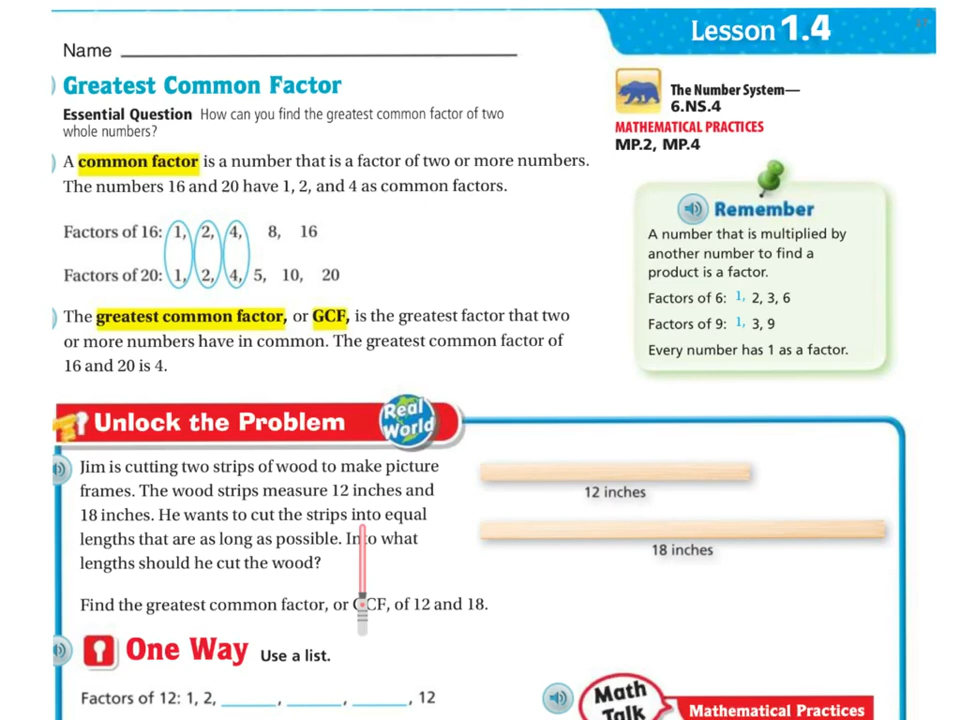 Lesson 1.4
Name
Greatest Common Factor
Essential Question How can you find the greatest common factor of two
whole numbers?
The Number System—
6.NS.4
MATHEMATICAL PRACTICES
MP.2, MP.4
A common factor is a number that is a factor of two or more numbers.
The numbers 16 and 20 have 1, 2, and 4 as common factors.
Factors of 16: 1, 2, 4, 8, 16
Factors of 20: 1, 2, 4, 5, 10, 20
The greatest common factor, or GCF, is the greatest factor that two
or more numbers have in common. The greatest common factor of
16 and 20 is 4.
Remember
A number that is multiplied by
another number to find a
product is a factor.
Factors of 6: 1, 2, 3, 6
Factors of 9: 1, 3, 9
Every number has 1 as a factor.
Unlock the Problem
Real
World
Jim is cutting two strips of wood to make picture
frames. The wood strips measure 12 inches and
18 inches. He wants to cut the strips into equal
lengths that are as long as possible. Into what
lengths should he cut the wood?
12 inches
18 inches
Find the greatest common factor, or GCF, of 12 and 18.
One Way Use a list.
Factors of 12: 1, 2, ____, ____, ____, 12
Math
Talk
Mathematical Practices